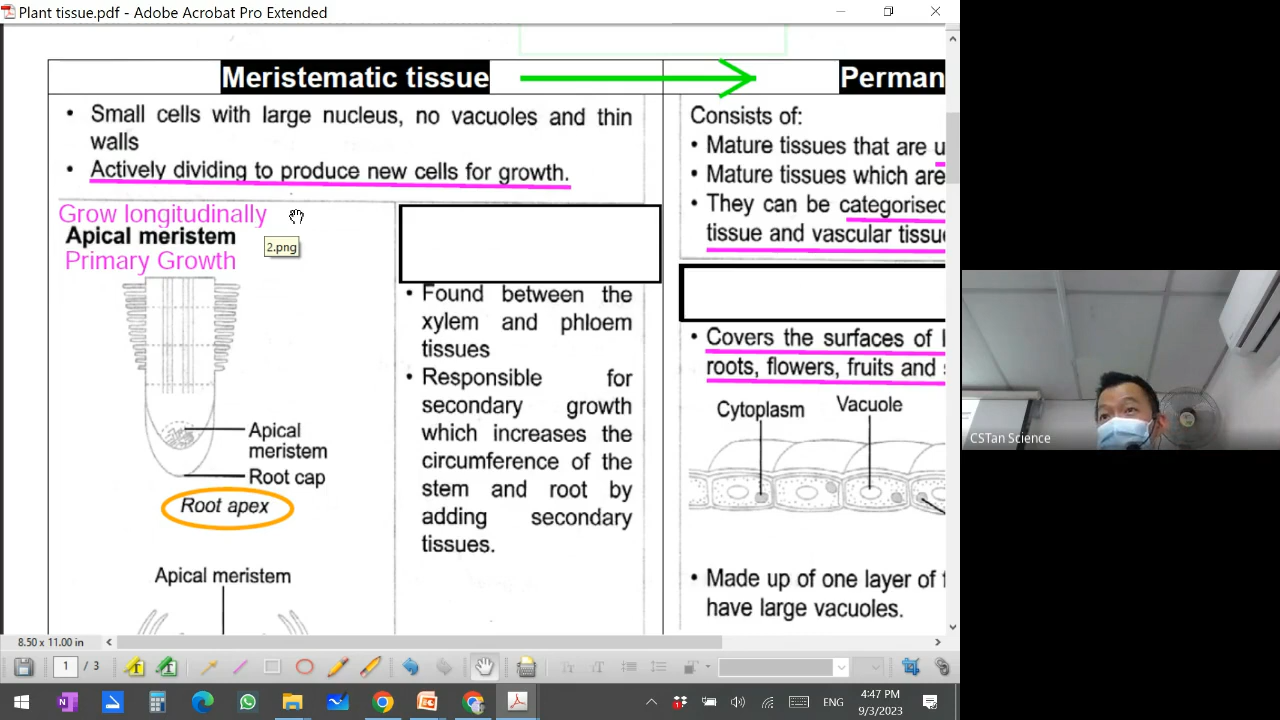 Plant tissue.pdf - Adobe Acrobat Pro Extended
Meristematic tissue
Perman
• Small cells with large nucleus, no vacuoles and thin
walls
• Actively dividing to produce new cells for growth.
Grow longitudinally
Apical meristem
2.png
Primary Growth
Apical
meristem
Root cap
Root apex
Apical meristem
• Found between the
xylem and phloem
tissues
• Responsible for
secondary growth
which increases the
circumference of the
stem and root by
adding secondary
tissues.
Consists of:
• Mature tissues that are u
• Mature tissues which are
• They can be categorised
tissue and vascular tissu
• Covers the surfaces of l
roots, flowers, fruits and s
Cytoplasm
Vacuole
• Made up of one layer of f
have large vacuoles.
CSTan Science
8.50 x 11.00 in
1 / 3
ENG
4:47 PM
9/3/2023